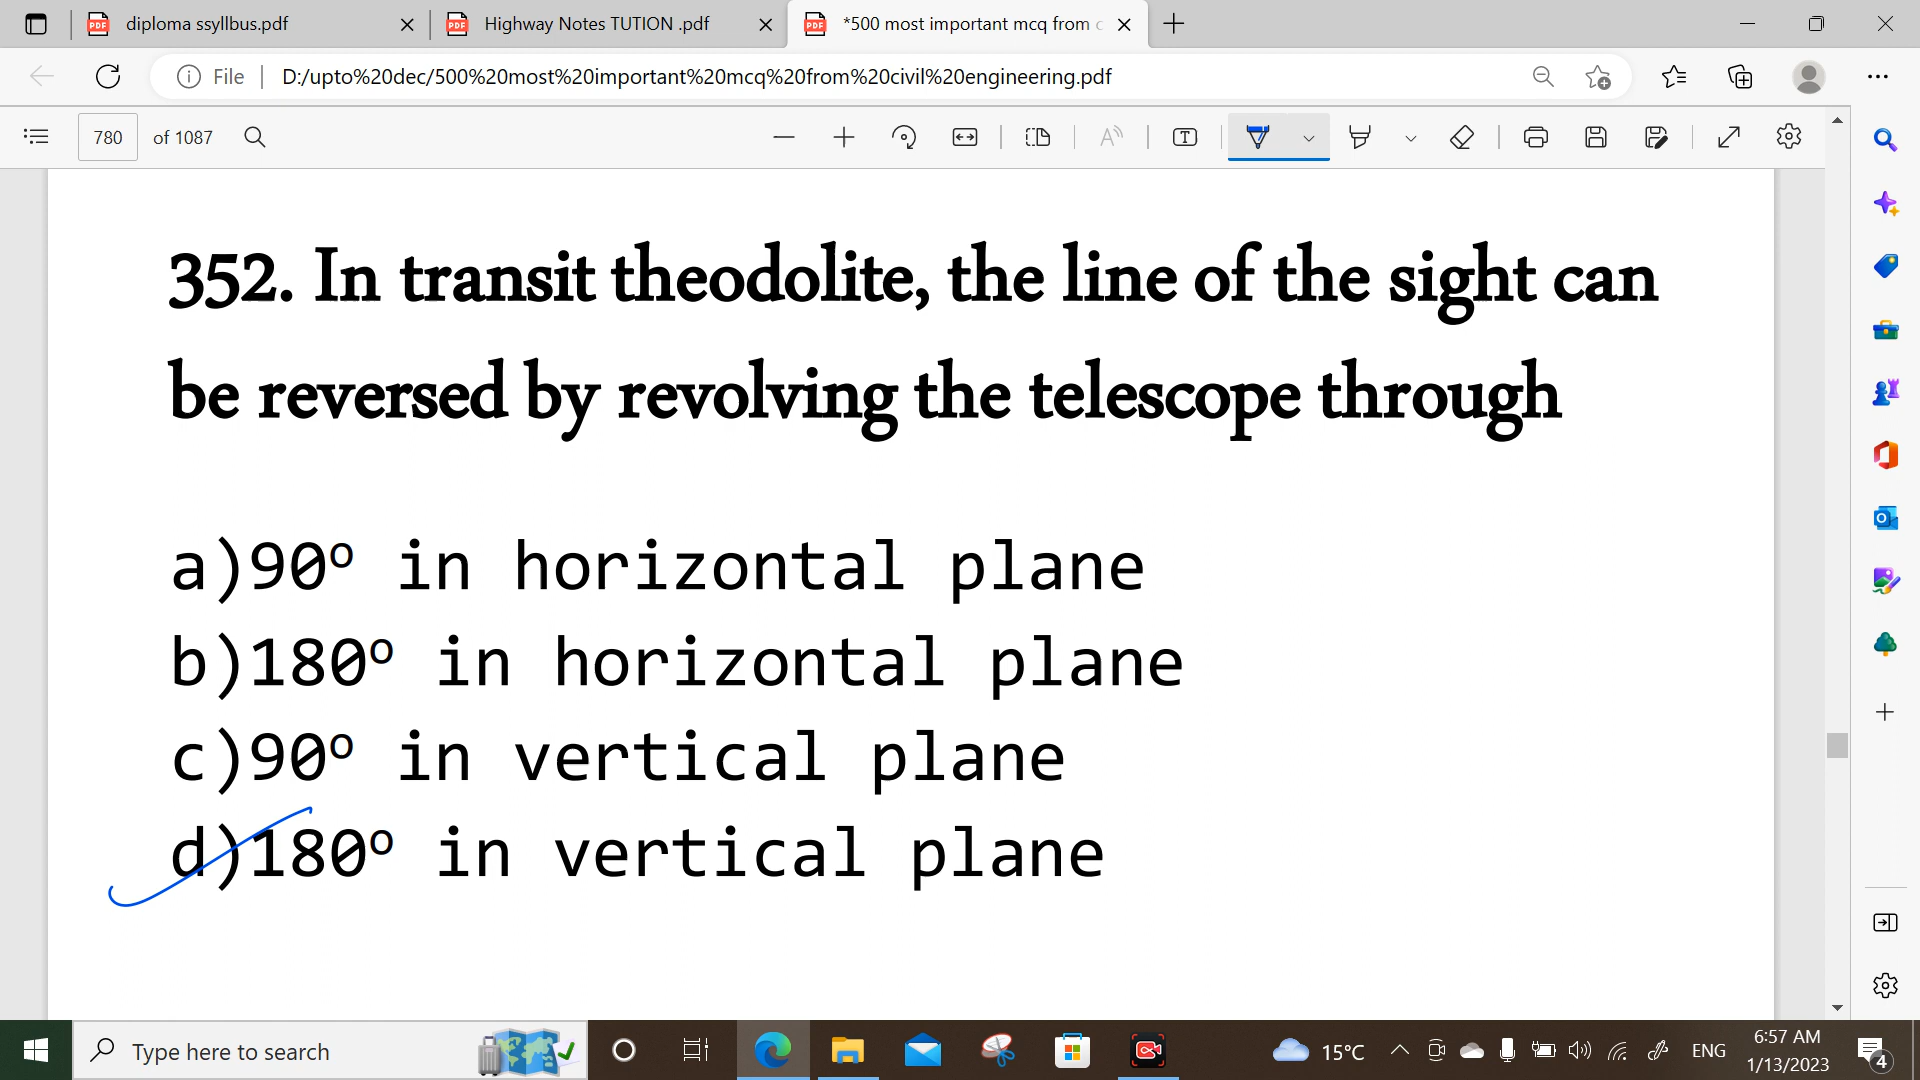 diploma ssyllbus.pdf
Highway Notes TUTION .pdf
*500 most important mcq from c
File
D:/upto%20dec/500%20most%20important%20mcq%20from%20civil%20engineering.pdf
780
of 1087
352. In transit theodolite, the line of the sight can
be reversed by revolving the telescope through
a)90º in horizontal plane
b)180º in horizontal plane
c)90º in vertical plane
d)180º in vertical plane
Type here to search
15°C
ENG
6:57 AM
1/13/2023
4